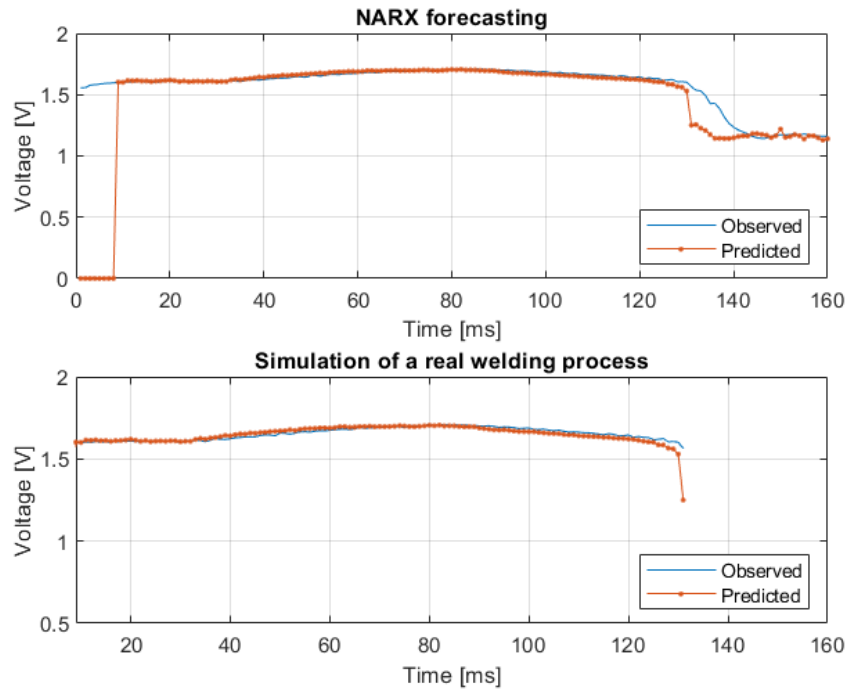 NARX forecasting
2
1.5
1
0.5
0
Voltage [V]
0 20 40 60 80 100 120 140 160
Time [ms]
Observed
Predicted
Simulation of a real welding process
2
1.5
1
0.5
Voltage [V]
20 40 60 80 100 120 140 160
Time [ms]
Observed
Predicted